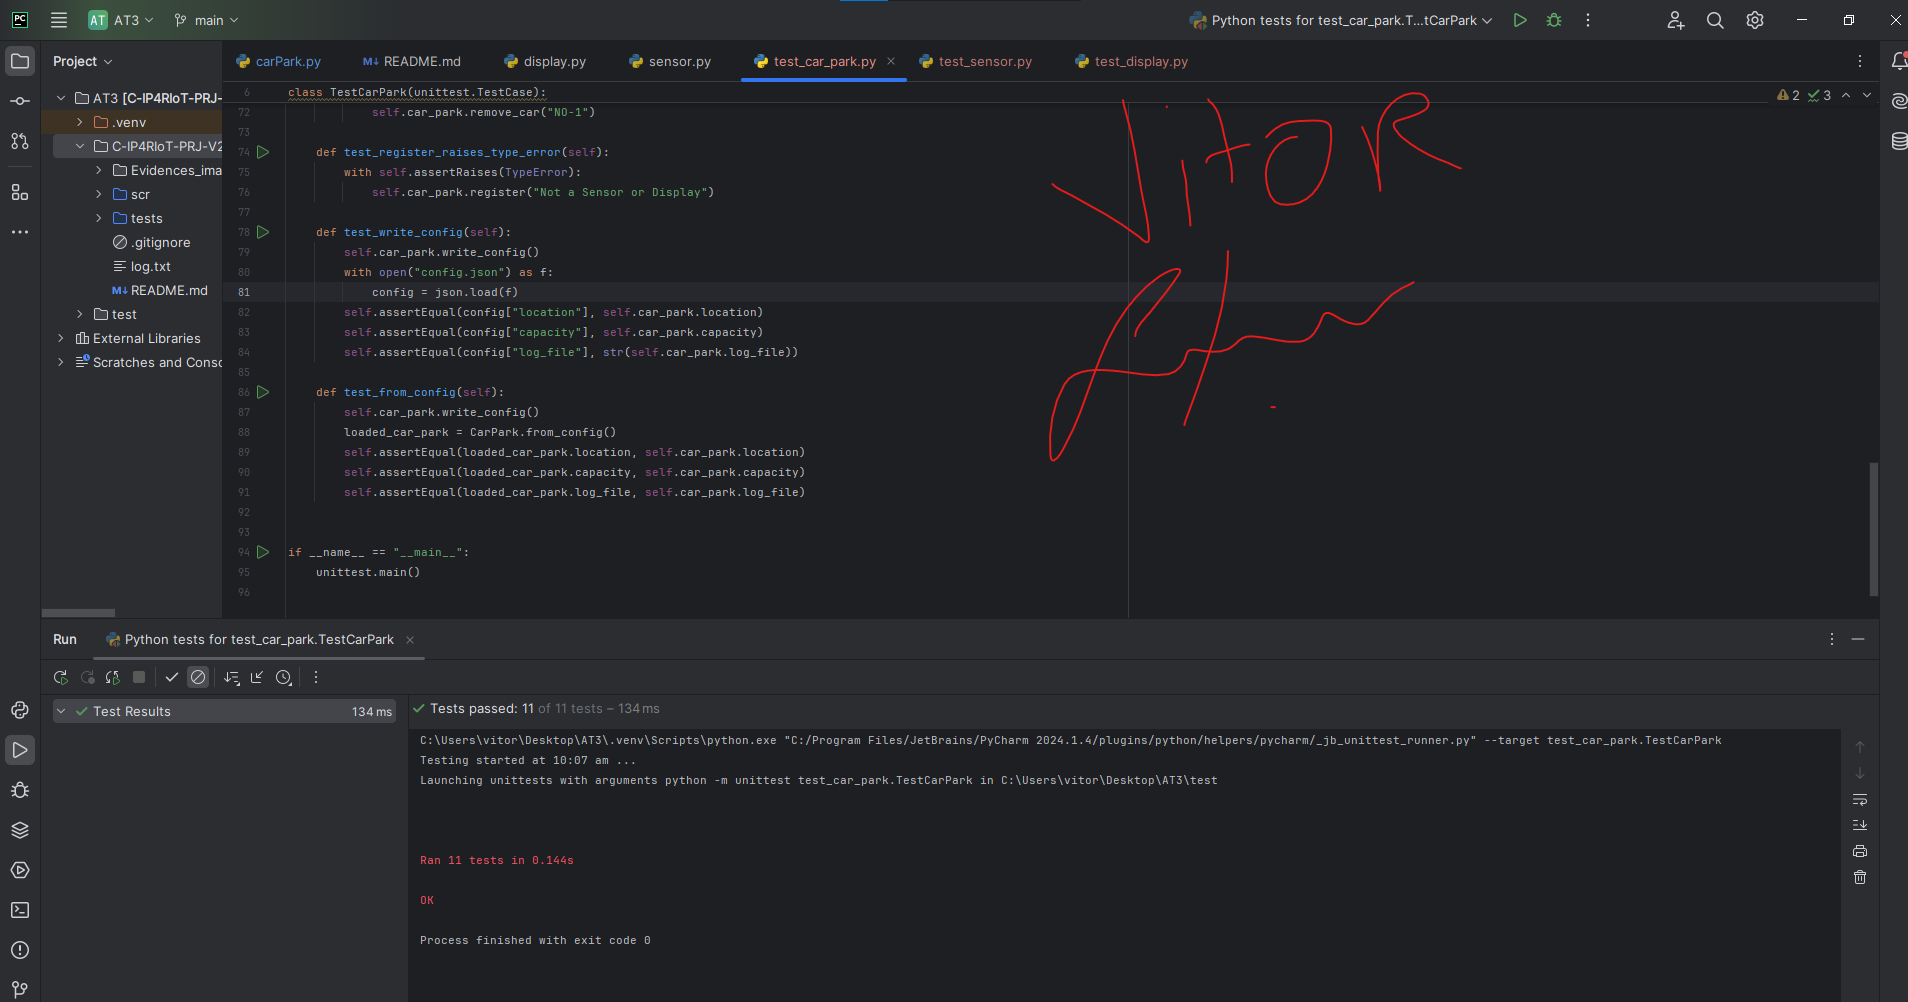 PC AT AT3 main Python tests for test_car_park.T...tCarPark
Project carPark.py README.md display.py sensor.py test_car_park.py test_sensor.py test_display.py
AT3 [C-IP4RIoT-PRJ-
.venv
C-IP4RIoT-PRJ-V2
Evidences_ima
scr
tests
.gitignore
log.txt
README.md
test
External Libraries
Scratches and Conso
2 3
6 class TestCarPark(unittest.TestCase):
72 self.car_park.remove_car("NO-1")
73
74 def test_register_raises_type_error(self):
75 with self.assertRaises(TypeError):
76 self.car_park.register("Not a Sensor or Display")
77
78 def test_write_config(self):
79 self.car_park.write_config()
80 with open("config.json") as f:
81 config = json.load(f)
82 self.assertEqual(config["location"], self.car_park.location)
83 self.assertEqual(config["capacity"], self.car_park.capacity)
84 self.assertEqual(config["log_file"], str(self.car_park.log_file))
85
86 def test_from_config(self):
87 self.car_park.write_config()
88 loaded_car_park = CarPark.from_config()
89 self.assertEqual(loaded_car_park.location, self.car_park.location)
90 self.assertEqual(loaded_car_park.capacity, self.car_park.capacity)
91 self.assertEqual(loaded_car_park.log_file, self.car_park.log_file)
92
93
94 if __name__ == "__main__":
95 unittest.main()
96
VitOR
Run Python tests for test_car_park.TestCarPark
Test Results 134 ms
Tests passed: 11 of 11 tests – 134 ms
C:\Users\vitor\Desktop\AT3\.venv\Scripts\python.exe "C:/Program Files/JetBrains/PyCharm 2024.1.4/plugins/python/helpers/pycharm/_jb_unittest_runner.py" --target test_car_park.TestCarPark
Testing started at 10:07 am ...
Launching unittests with arguments python -m unittest test_car_park.TestCarPark in C:\Users\vitor\Desktop\AT3\test
Ran 11 tests in 0.144s
OK
Process finished with exit code 0